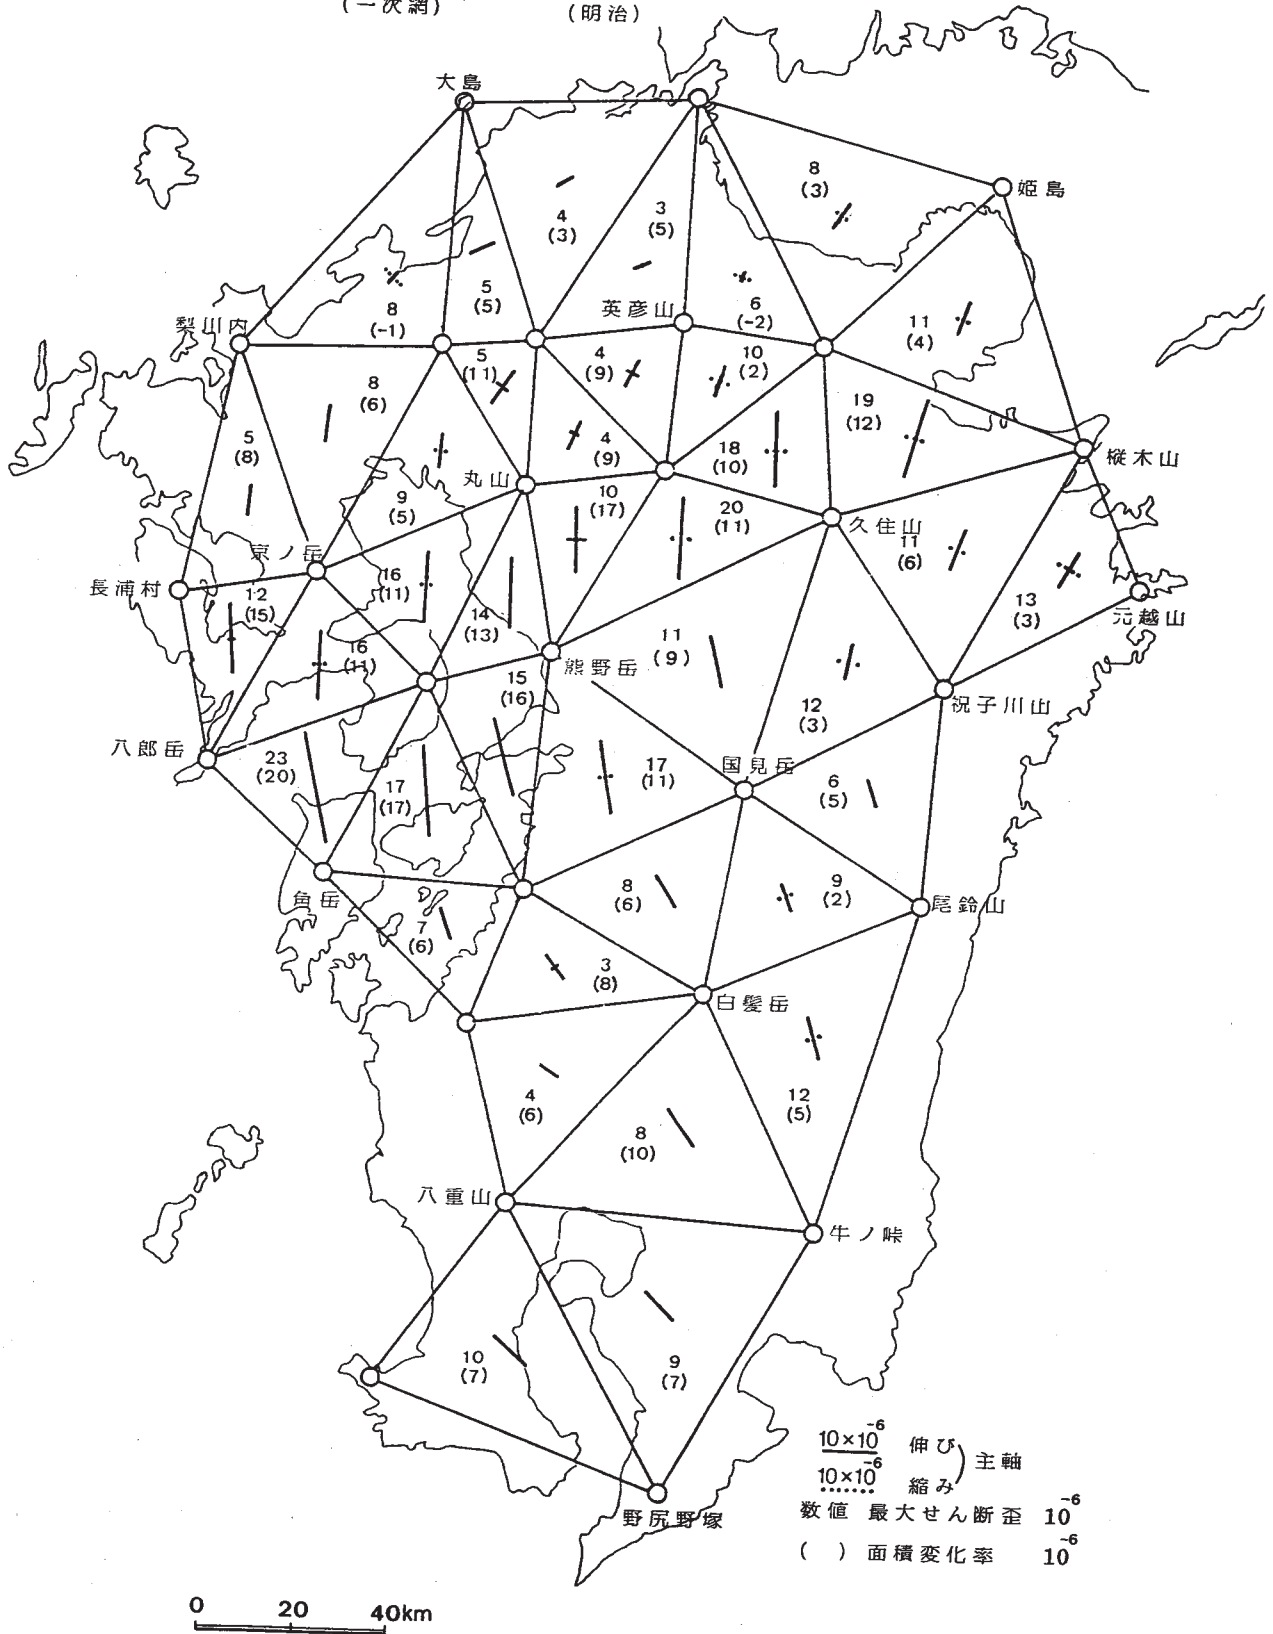 (一次網)
(明治)
大島
8
(3)
姫島
4
(3)
3
(5)
5
(5)
8
(-1)
英彦山
6
(-2)
11
(4)
梨川内
5
(11)
4
(9)
10
(2)
8
(6)
19
(12)
5
(8)
4
(9)
18
(10)
樅木山
丸山
9
(5)
10
(17)
20
(11)
久住山
11
(6)
京ノ岳
長浦村
12
(15)
16
(11)
14
(13)
13
(3)
元越山
16
(11)
熊野岳
11
(9)
15
(16)
祝子川山
12
(3)
八郎岳
23
(20)
17
(17)
17
(11)
国見岳
6
(5)
魚岳
8
(6)
9
(2)
尾鈴山
7
(6)
3
(8)
白髪岳
4
(6)
12
(5)
8
(10)
八重山
牛ノ峠
10
(7)
9
(7)
野尻野塚
10×10⁻⁶ 伸び
10×10⁻⁶ 縮み ) 主軸
数値 最大せん断歪 10⁻⁶
( ) 面積変化率 10⁻⁶
0 20 40km